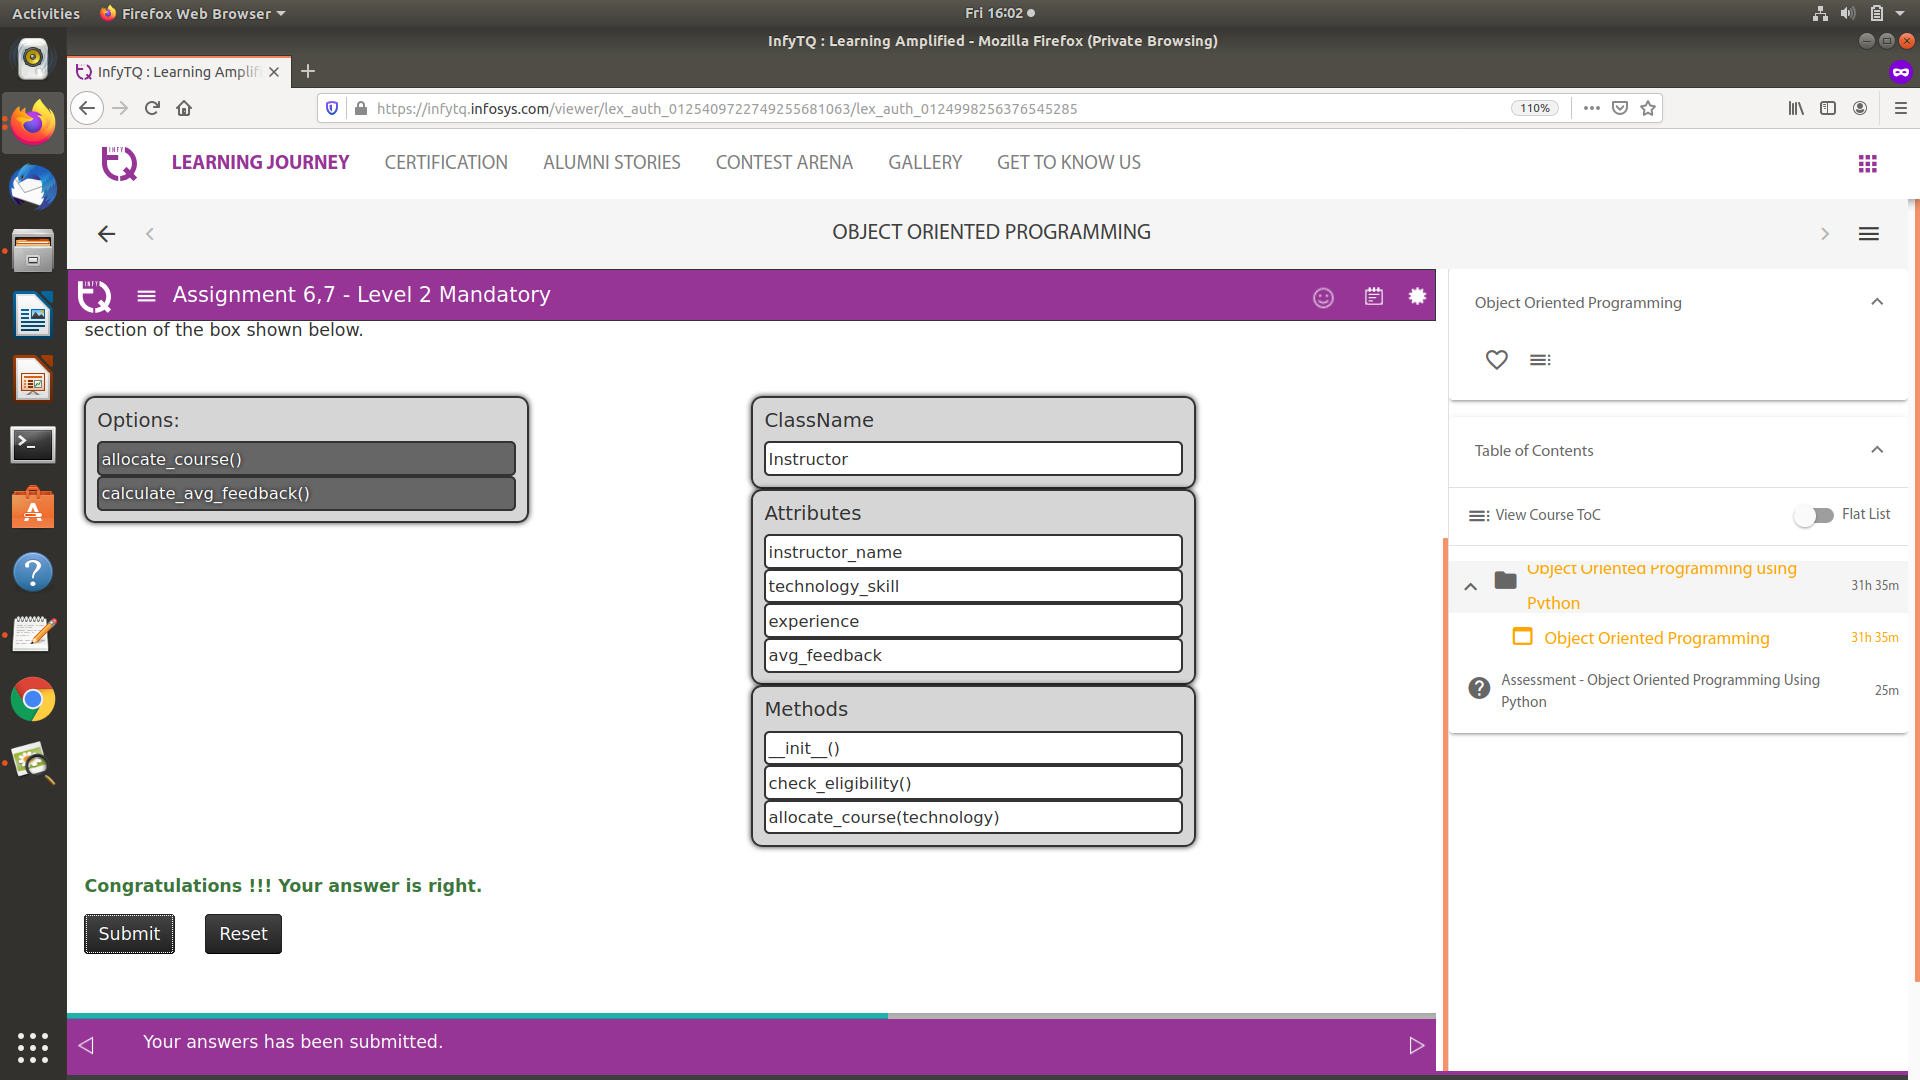 Activities
Firefox Web Browser
Fri 16:02
InfyTQ : Learning Amplified - Mozilla Firefox (Private Browsing)
InfyTQ : Learning Amplifi
https://infytq.infosys.com/viewer/lex_auth_0125409722749255681063/lex_auth_0124998256376545285
110%
INFY
TQ
LEARNING JOURNEY
CERTIFICATION
ALUMNI STORIES
CONTEST ARENA
GALLERY
GET TO KNOW US
OBJECT ORIENTED PROGRAMMING
INFY
TQ
Assignment 6,7 - Level 2 Mandatory
section of the box shown below.
Options:
allocate_course()
calculate_avg_feedback()
ClassName
Instructor
Attributes
instructor_name
technology_skill
experience
avg_feedback
Methods
__init__()
check_eligibility()
allocate_course(technology)
Congratulations !!! Your answer is right.
Submit
Reset
Your answers has been submitted.
Object Oriented Programming
Table of Contents
View Course ToC
Flat List
Object Oriented Programming using
Python
31h 35m
Object Oriented Programming
31h 35m
Assessment - Object Oriented Programming Using
Python
25m